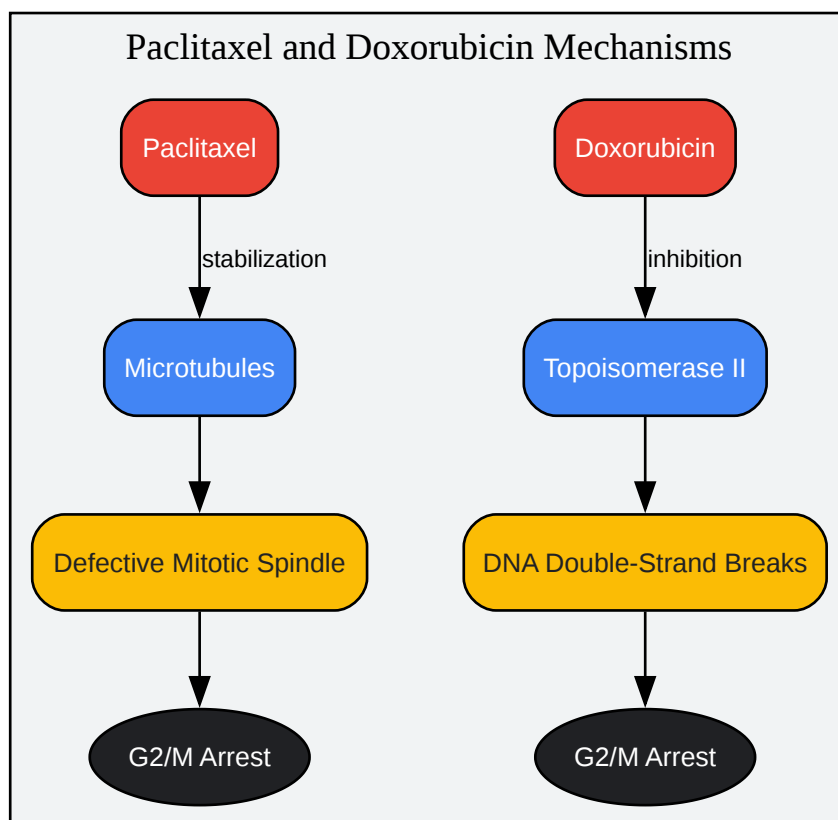 Paclitaxel and Doxorubicin Mechanisms
Paclitaxel
Doxorubicin
stabilization
inhibition
Microtubules
Topoisomerase II
Defective Mitotic Spindle
DNA Double-Strand Breaks
G2/M Arrest
G2/M Arrest